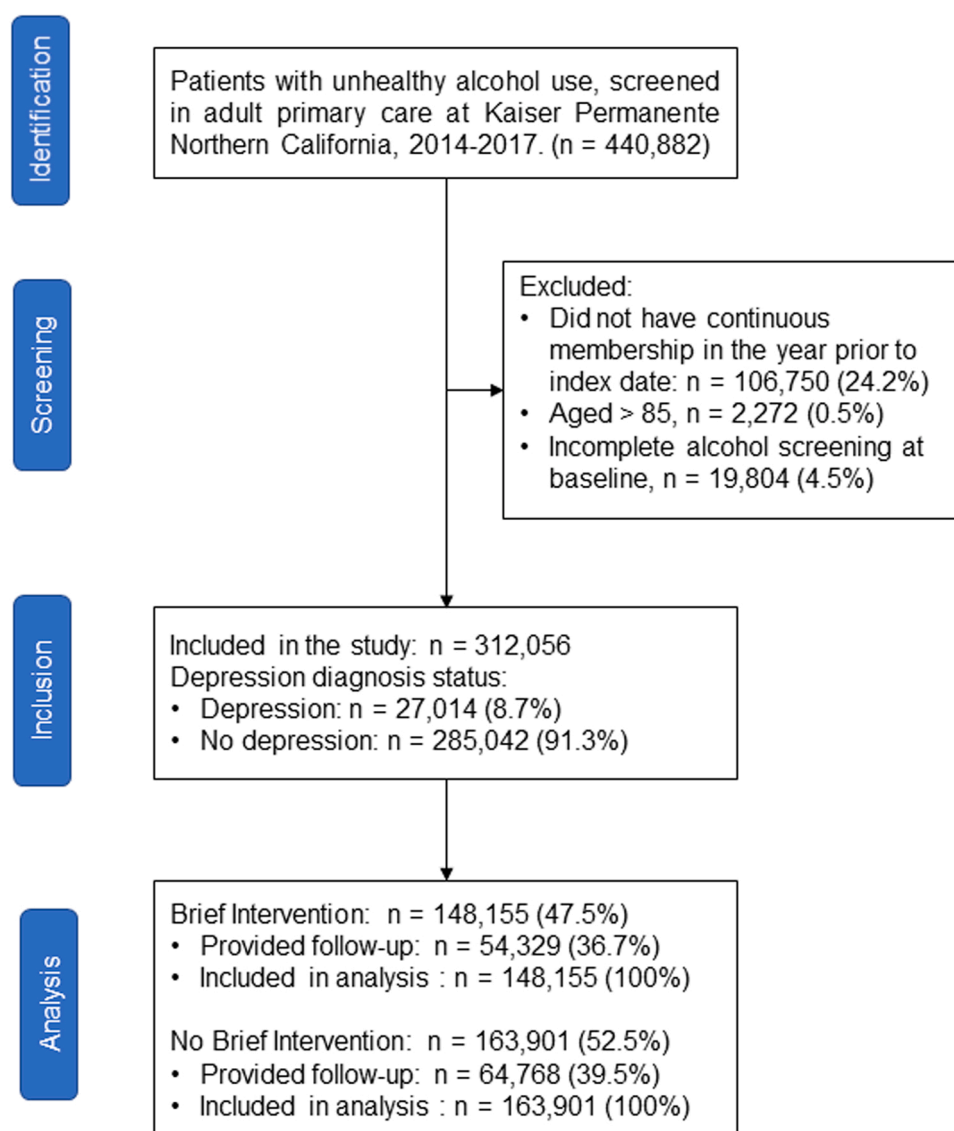 Identification
Patients with unhealthy alcohol use, screened
in adult primary care at Kaiser Permanente
Northern California, 2014-2017. (n = 440,882)
Screening
Excluded:
• Did not have continuous
membership in the year prior to
index date: n = 106,750 (24.2%)
• Aged > 85, n = 2,272 (0.5%)
• Incomplete alcohol screening at
baseline, n = 19,804 (4.5%)
Inclusion
Included in the study: n = 312,056
Depression diagnosis status:
• Depression: n = 27,014 (8.7%)
• No depression: n = 285,042 (91.3%)
Analysis
Brief Intervention: n = 148,155 (47.5%)
• Provided follow-up: n = 54,329 (36.7%)
• Included in analysis : n = 148,155 (100%)
No Brief Intervention: n = 163,901 (52.5%)
• Provided follow-up: n = 64,768 (39.5%)
• Included in analysis : n = 163,901 (100%)